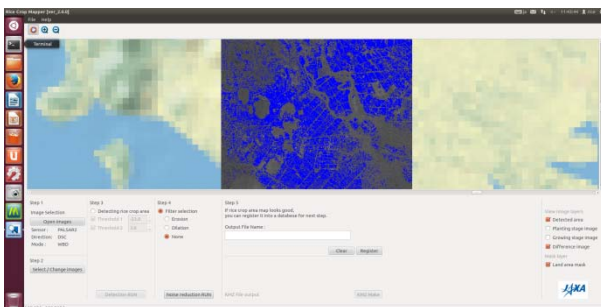 Rice Crop Mapper [ver_2.0.0]
File Help
Terminal
Step 1
Image Selection
Open Images
Sensor : PALSAR2
Direction: DSC
Mode : WBD
Step 2
Select / Change Images
Step 3
Detecting rice crop area
Threshold 1
Threshold 2
Step 4
Filter selection
Erosion
Dilation
None
Noise reduction RUN
Step 5
If rice crop area map looks good,
you can register it into a database for next step.
Output File Name :
Clear Register
View image layers
Detected area
Planting stage image
Growing stage image
Difference image
Mask layer
Land area mask
JAXA